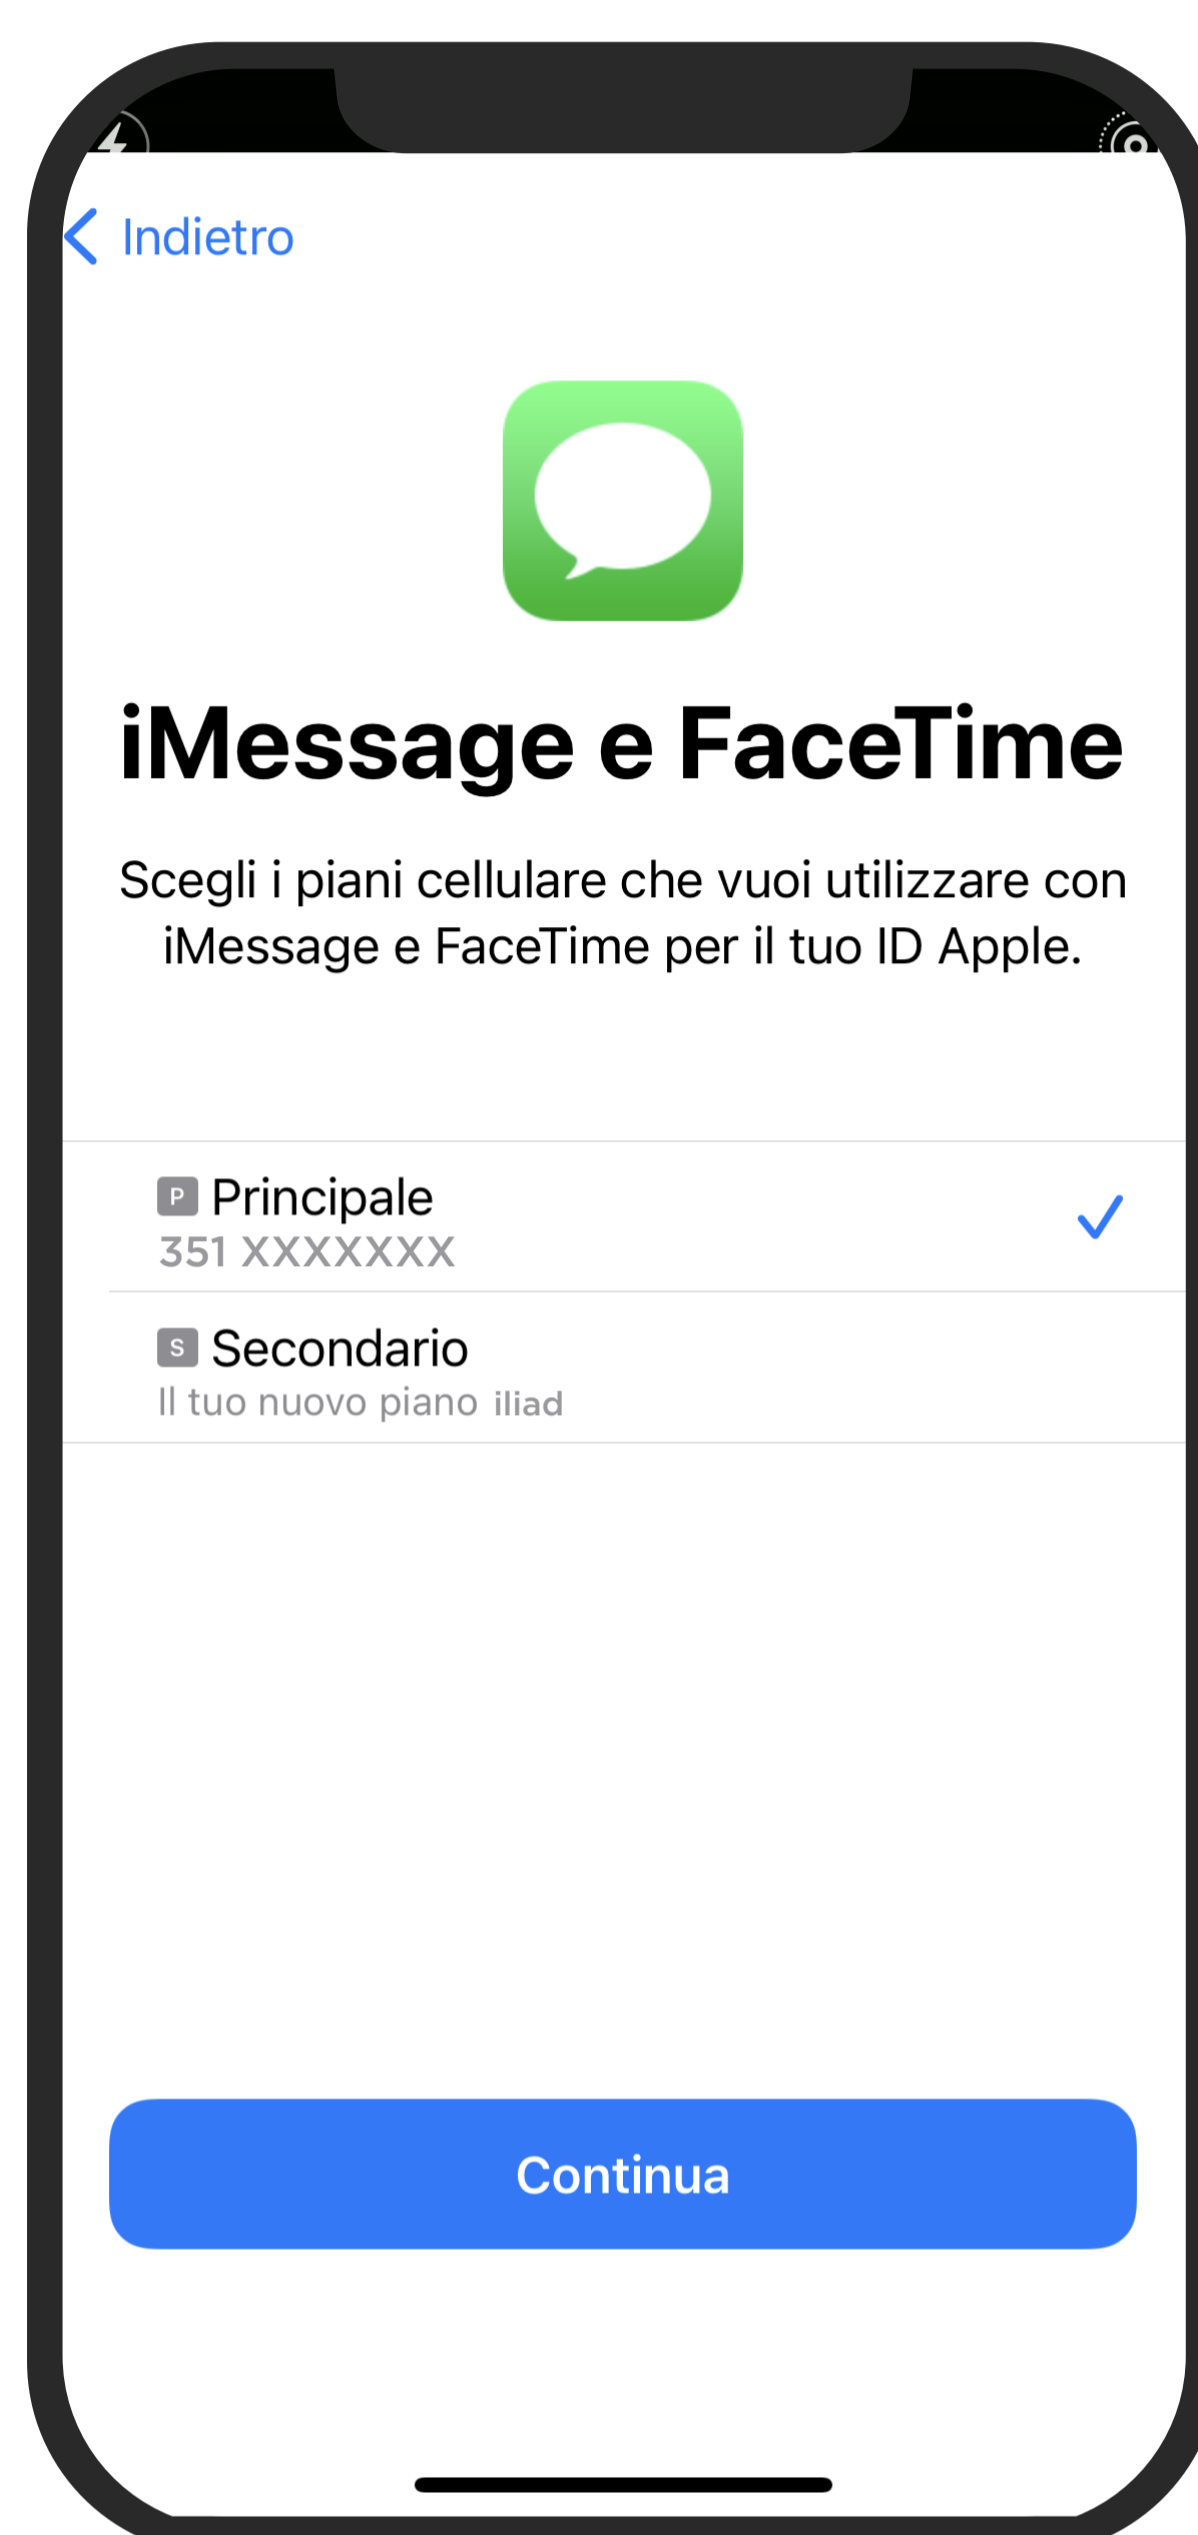 Indietro
iMessage e FaceTime
Scegli i piani cellulare che vuoi utilizzare con
iMessage e FaceTime per il tuo ID Apple.
P Principale
351 XXXXXXX
S Secondario
Il tuo nuovo piano iliad
Continua